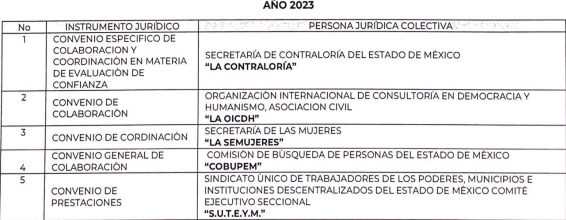 AÑO 2023
No INSTRUMENTO JURÍDICO PERSONA JURÍDICA COLECTIVA
1 CONVENIO ESPECIFICO DE
COLABORACION Y
COORDINACIÓN EN MATERIA
DE EVALUACIÓN DE
CONFIANZA
SECRETARÍA DE CONTRALORÍA DEL ESTADO DE MÉXICO
"LA CONTRALORÍA"
2 CONVENIO DE
COLABORACIÓN
ORGANIZACIÓN INTERNACIONAL DE CONSULTORÍA EN DEMOCRACIA Y
HUMANISMO, ASOCIACION CIVIL
"LA OICDH"
3 CONVENIO DE CORDINACIÓN
SECRETARÍA DE LAS MUJERES
"LA SEMUJERES"
4 CONVENIO GENERAL DE
COLABORACIÓN
COMISIÓN DE BÚSQUEDA DE PERSONAS DEL ESTADO DE MÉXICO
"COBUPEM"
5 CONVENIO DE
PRESTACIONES
SINDICATO ÚNICO DE TRABAJADORES DE LOS PODERES, MUNICIPIOS E
INSTITUCIONES DESCENTRALIZADOS DEL ESTADO DE MÉXICO COMITÉ
EJECUTIVO SECCIONAL
"S.U.T.E.Y.M."